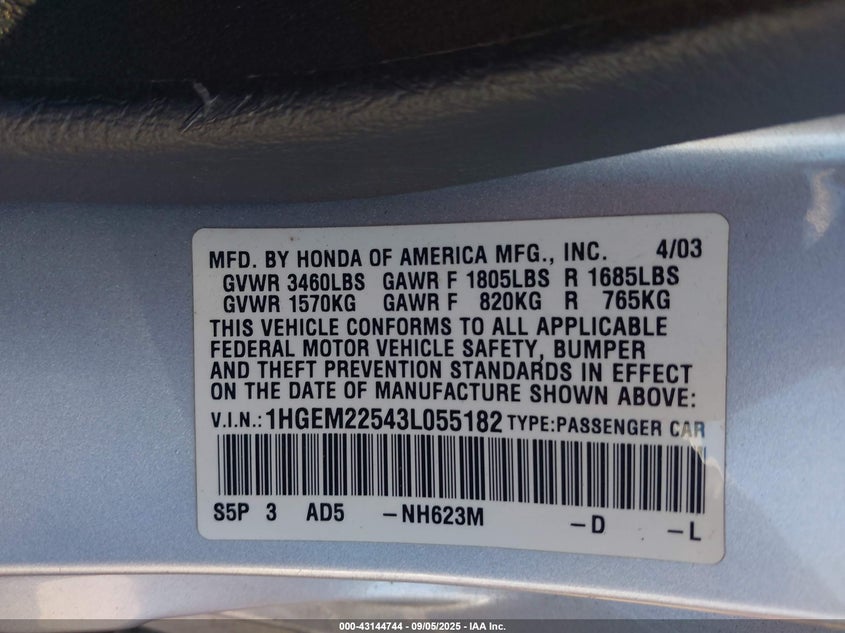 MFD. BY HONDA OF AMERICA MFG., INC. 4/03
GVWR 3460LBS GAWR F 1805LBS R 1685LBS
GVWR 1570KG GAWR F 820KG R 765KG
THIS VEHICLE CONFORMS TO ALL APPLICABLE
FEDERAL MOTOR VEHICLE SAFETY, BUMPER
AND THEFT PREVENTION STANDARDS IN EFFECT
ON THE DATE OF MANUFACTURE SHOWN ABOVE:
V.I.N.: 1HGEM22543L055182 TYPE:PASSENGER CAR
S5P 3 AD5 -NH623M -D -L
000-43144744 - 09/05/2025 - IAA Inc.